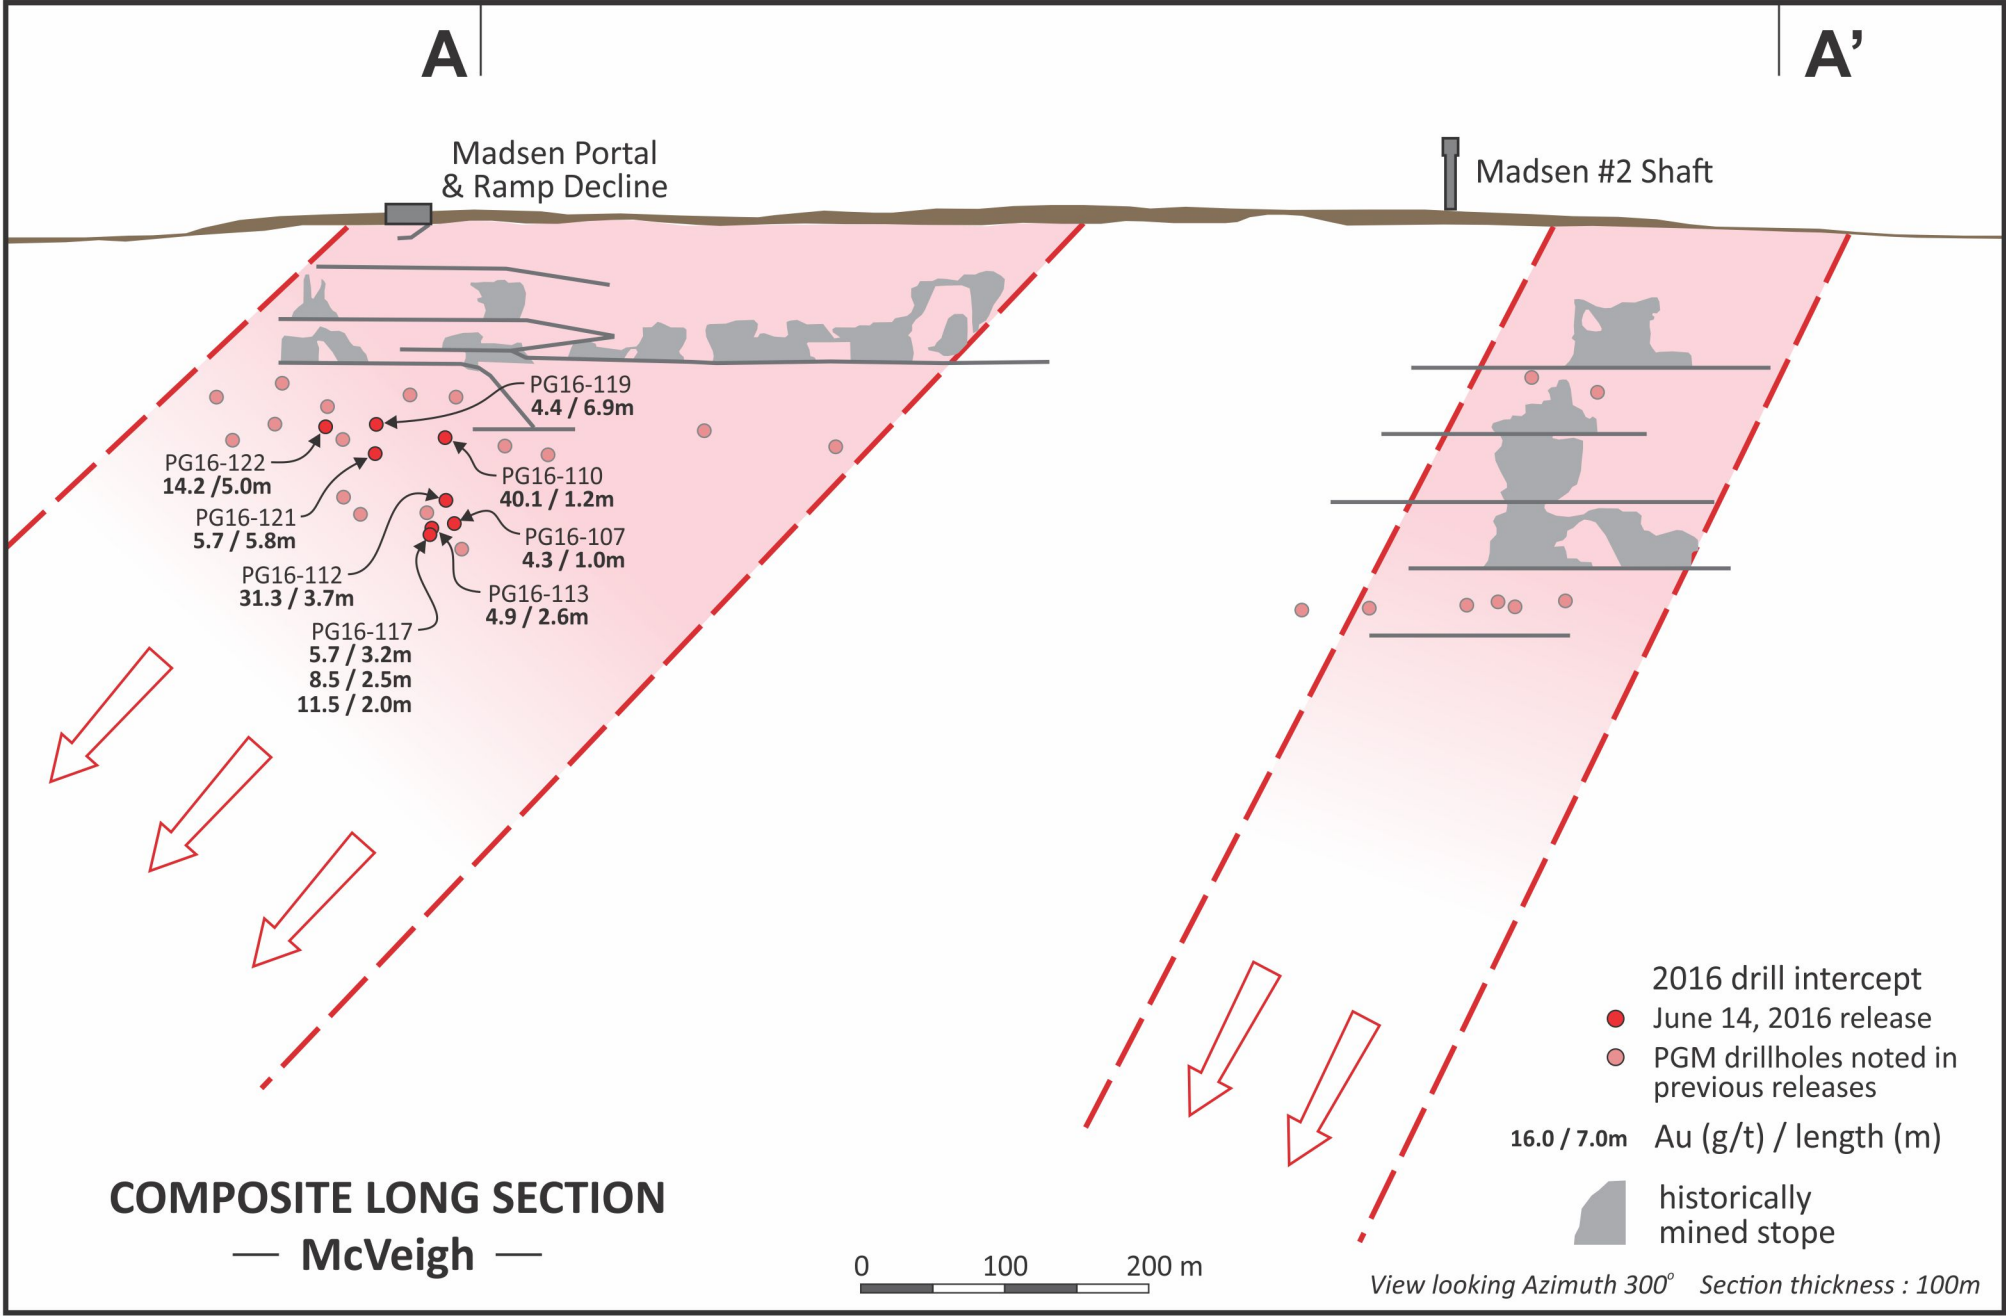 A
A’
Madsen Portal
& Ramp Decline
Madsen #2 Shaft
PG16-119
4.4 / 6.9m
PG16-122
14.2 /5.0m
PG16-110
40.1 / 1.2m
PG16-121
5.7 / 5.8m
PG16-107
4.3 / 1.0m
PG16-112
31.3 / 3.7m
PG16-113
4.9 / 2.6m
PG16-117
5.7 / 3.2m
8.5 / 2.5m
11.5 / 2.0m
2016 drill intercept
June 14, 2016 release
PGM drillholes noted in
previous releases
16.0 / 7.0m Au (g/t) / length (m)
historically
mined stope
COMPOSITE LONG SECTION
— McVeigh —
0 100 200 m
View looking Azimuth 300° Section thickness : 100m